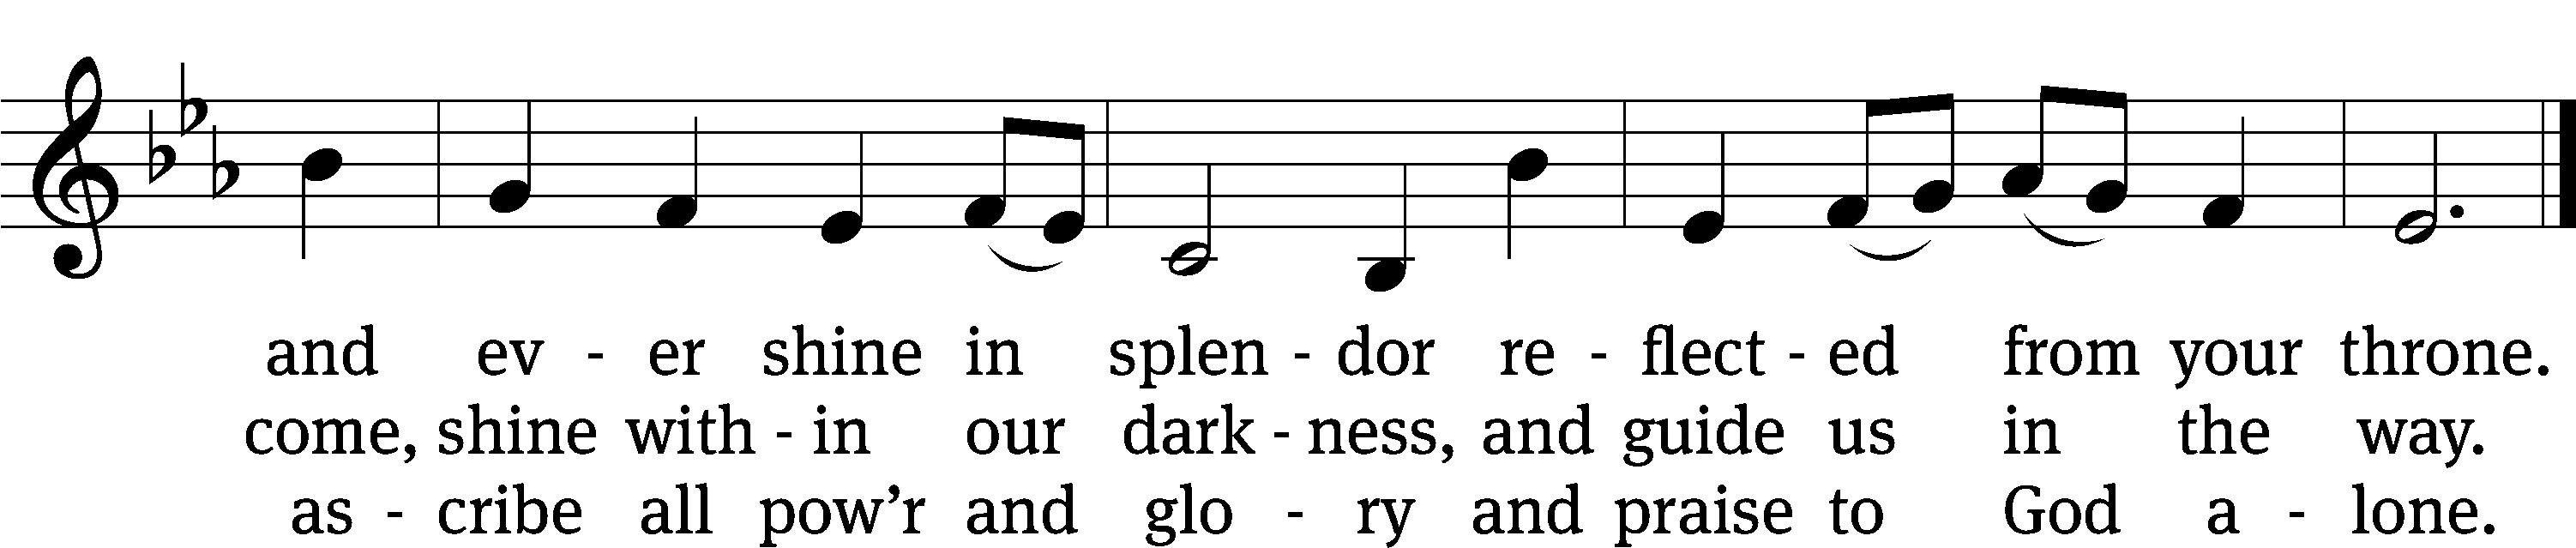 and ev - er shine in splen - dor re - flect - ed from your throne.
come, shine with - in our dark - ness, and guide us in the way.
as - cribe all pow’r and glo - ry and praise to God a - lone.